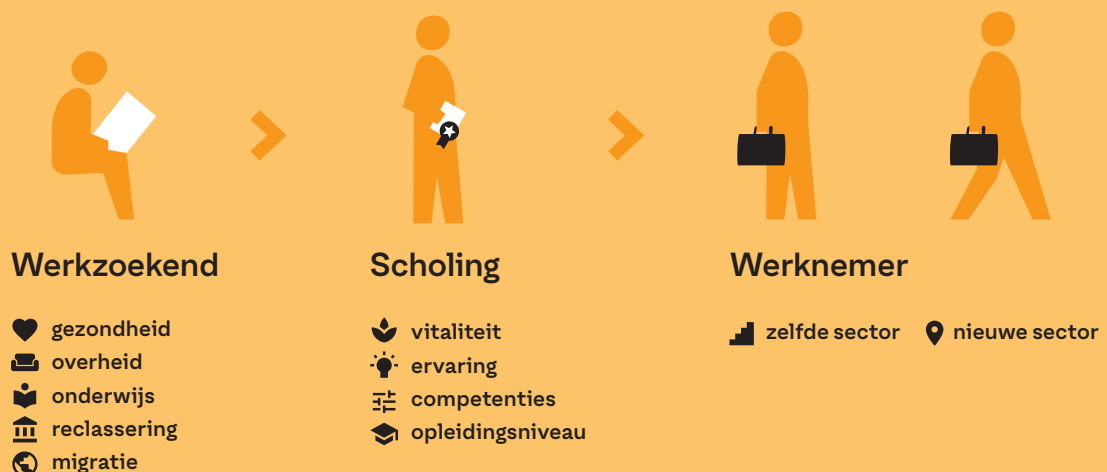 Werkzoekend
gezondheid
overheid
onderwijs
reclassering
migratie
Scholing
vitaliteit
ervaring
competenties
opleidingsniveau
Werknemer
zelfde sector
nieuwe sector